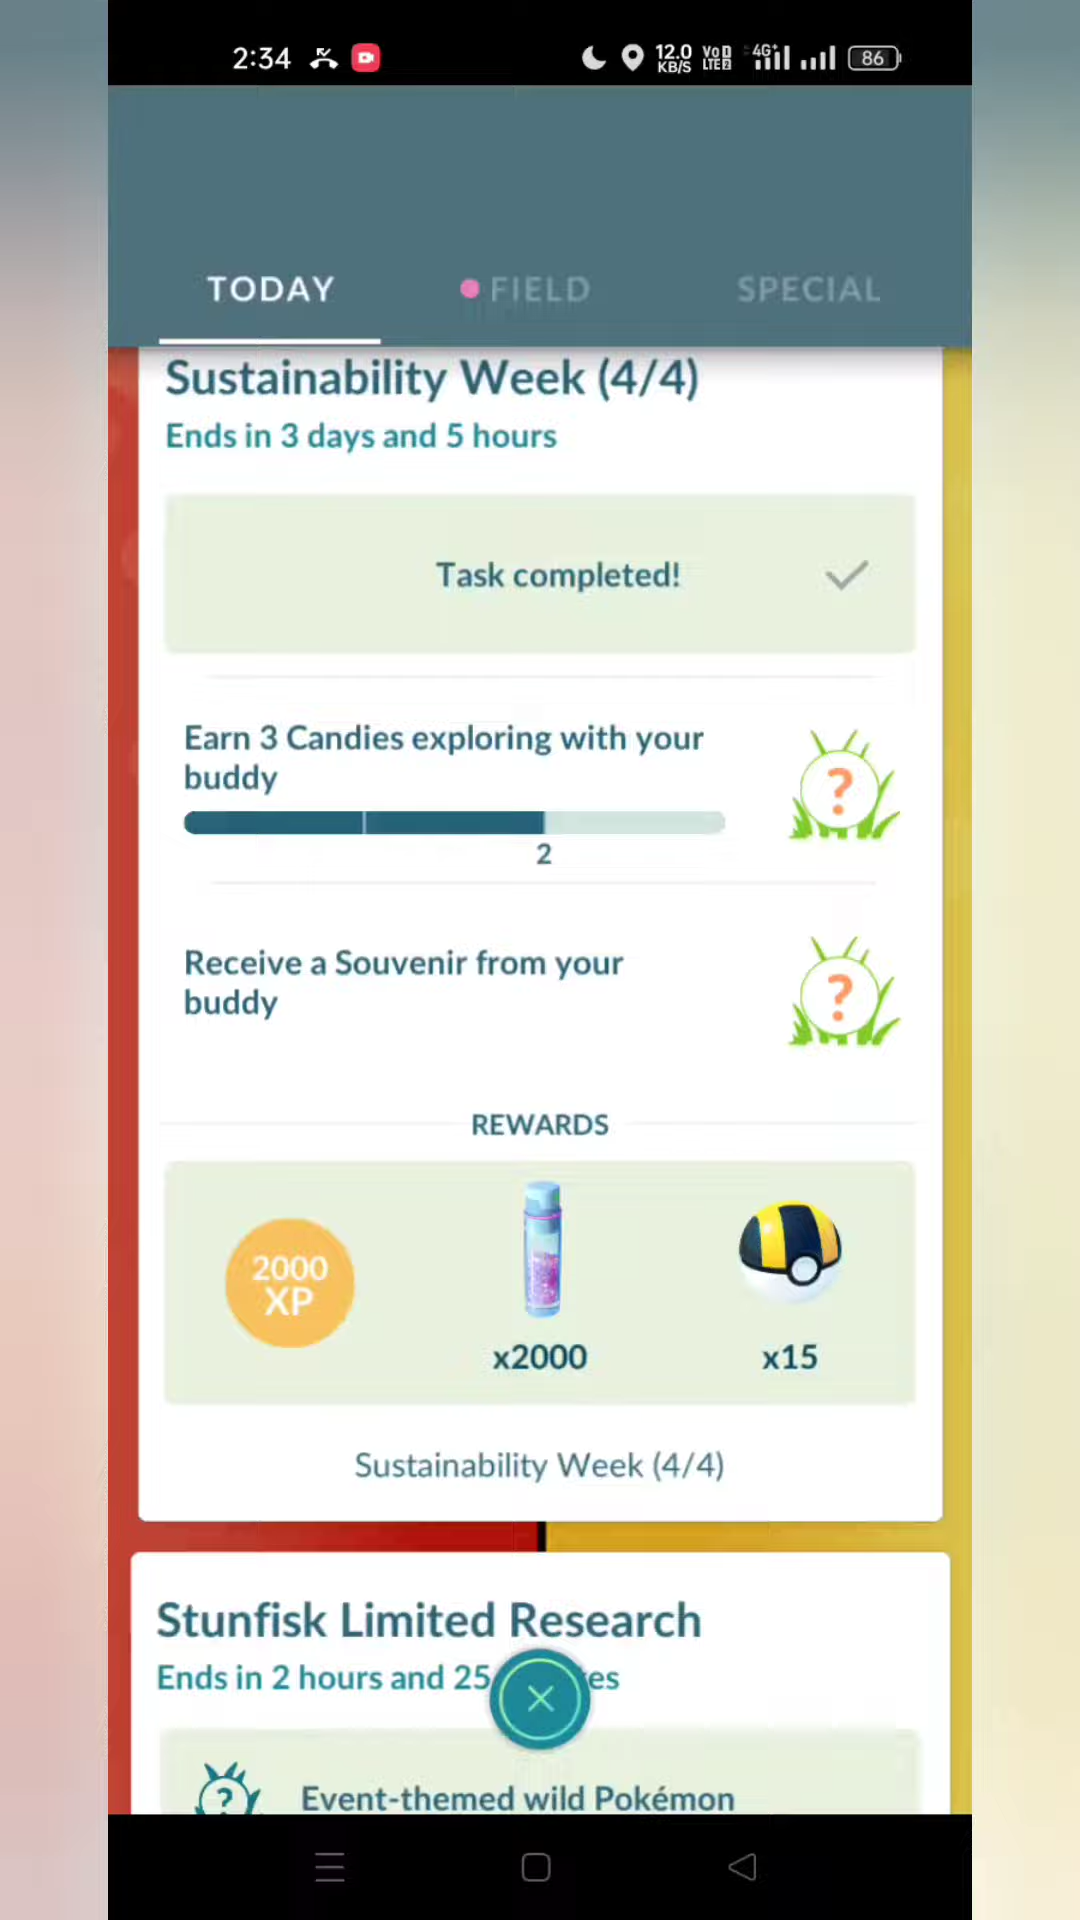 2:34
12.0
KB/S
VoD
LTE2
4G+
86
TODAY
FIELD
SPECIAL
Sustainability Week (4/4)
Ends in 3 days and 5 hours
Task completed!
Earn 3 Candies exploring with your
buddy
?
2
Receive a Souvenir from your
buddy
?
REWARDS
2000
XP
x2000
x15
Sustainability Week (4/4)
Stunfisk Limited Research
Ends in 2 hours and 25
?
Event-themed wild Pokémon